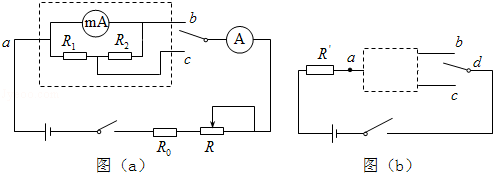 mA
b
R' a b
a R₁ R₂ A d
c c
R₀ R
图（a） 图（b）